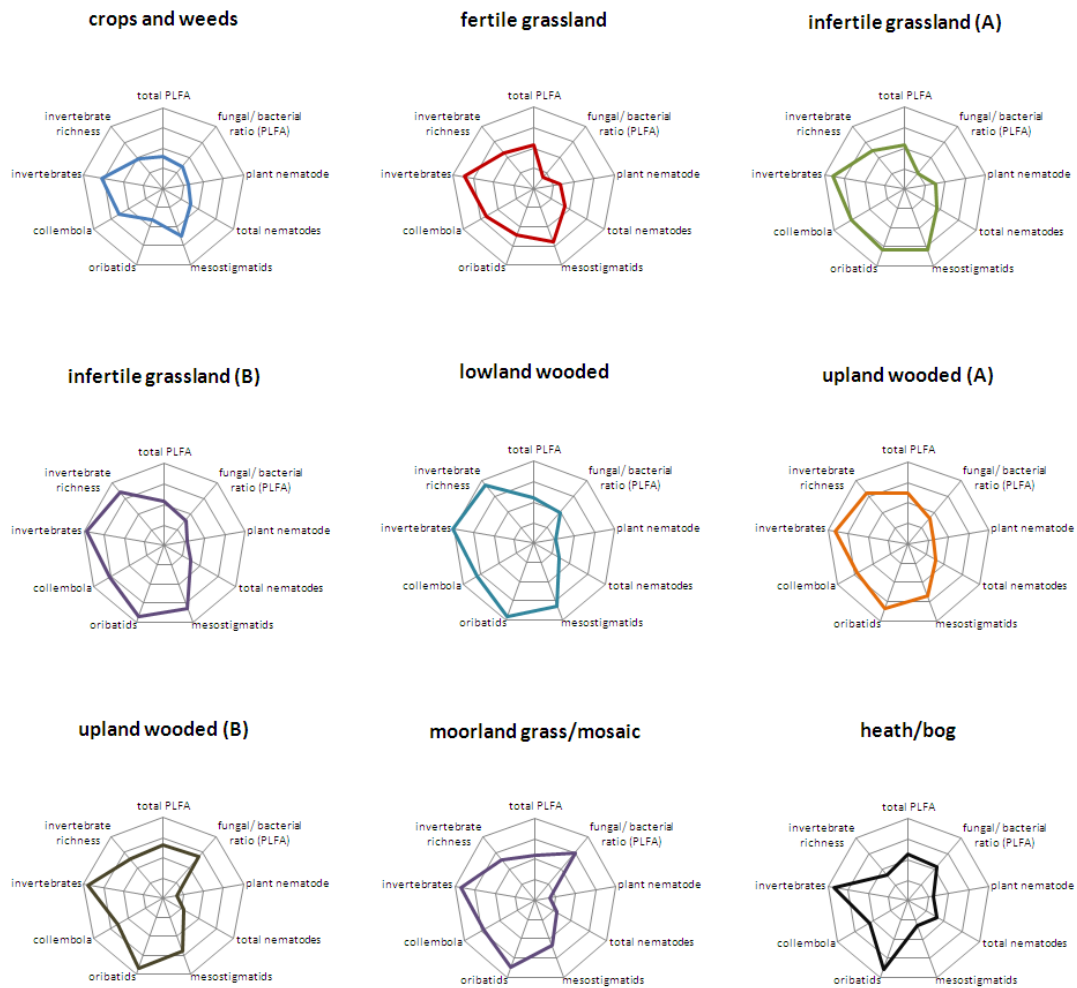 crops and weeds
total PLFA
fungal/ bacterial
ratio (PLFA)
plant nematode
total nematodes
mesostigmatids
oribatids
collembola
invertebrates
invertebrate
richness
fertile grassland
total PLFA
fungal/ bacterial
ratio (PLFA)
plant nematode
total nematodes
mesostigmatids
oribatids
collembola
invertebrates
invertebrate
richness
infertile grassland (A)
total PLFA
fungal/ bacterial
ratio (PLFA)
plant nematode
total nematodes
mesostigmatids
oribatids
collembola
invertebrates
invertebrate
richness
infertile grassland (B)
total PLFA
fungal/ bacterial
ratio (PLFA)
plant nematode
total nematodes
mesostigmatids
oribatids
collembola
invertebrates
invertebrate
richness
lowland wooded
total PLFA
fungal/ bacterial
ratio (PLFA)
plant nematode
total nematodes
mesostigmatids
oribatids
collembola
invertebrates
invertebrate
richness
upland wooded (A)
total PLFA
fungal/ bacterial
ratio (PLFA)
plant nematode
total nematodes
mesostigmatids
oribatids
collembola
invertebrates
invertebrate
richness
upland wooded (B)
total PLFA
fungal/ bacterial
ratio (PLFA)
plant nematode
total nematodes
mesostigmatids
oribatids
collembola
invertebrates
invertebrate
richness
moorland grass/mosaic
total PLFA
fungal/ bacterial
ratio (PLFA)
plant nematode
total nematodes
mesostigmatids
oribatids
collembola
invertebrates
invertebrate
richness
heath/bog
total PLFA
fungal/ bacterial
ratio (PLFA)
plant nematode
total nematodes
mesostigmatids
oribatids
collembola
invertebrates
invertebrate
richness